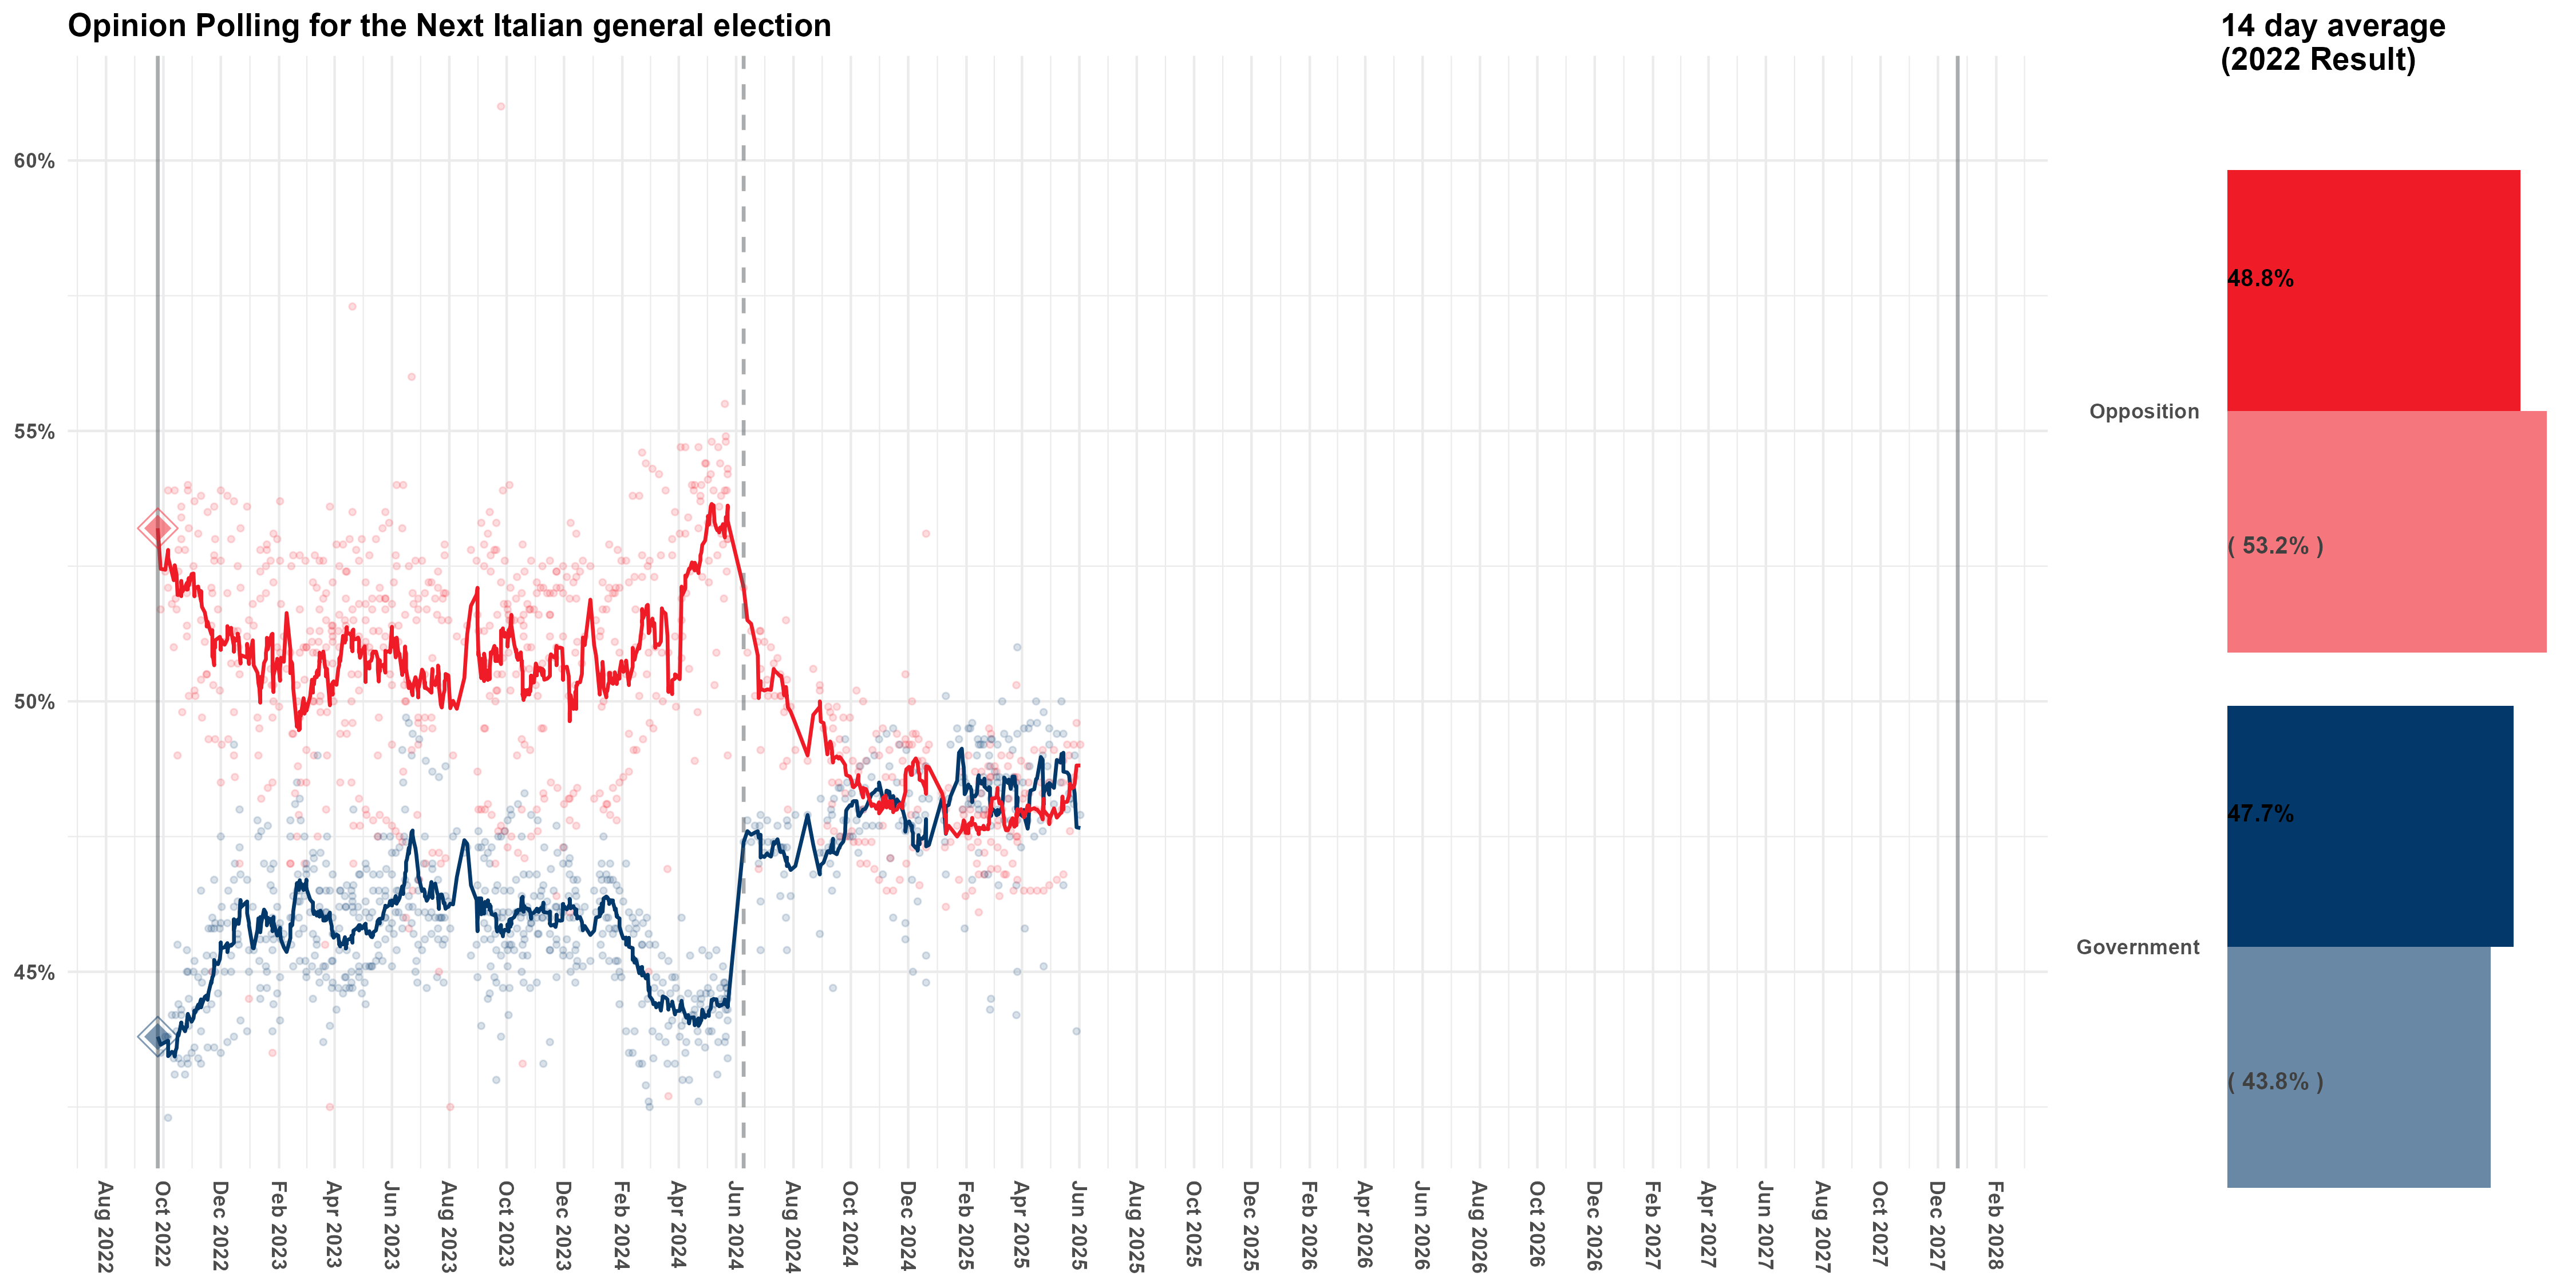 Opinion Polling for the Next Italian general election
14 day average
(2022 Result)
60%
55%
50%
45%
Aug 2022
Oct 2022
Dec 2022
Feb 2023
Apr 2023
Jun 2023
Aug 2023
Oct 2023
Dec 2023
Feb 2024
Apr 2024
Jun 2024
Aug 2024
Oct 2024
Dec 2024
Feb 2025
Apr 2025
Jun 2025
Aug 2025
Oct 2025
Dec 2025
Feb 2026
Apr 2026
Jun 2026
Aug 2026
Oct 2026
Dec 2026
Feb 2027
Apr 2027
Jun 2027
Aug 2027
Oct 2027
Dec 2027
Feb 2028
Opposition
48.8%
( 53.2% )
Government
47.7%
( 43.8% )